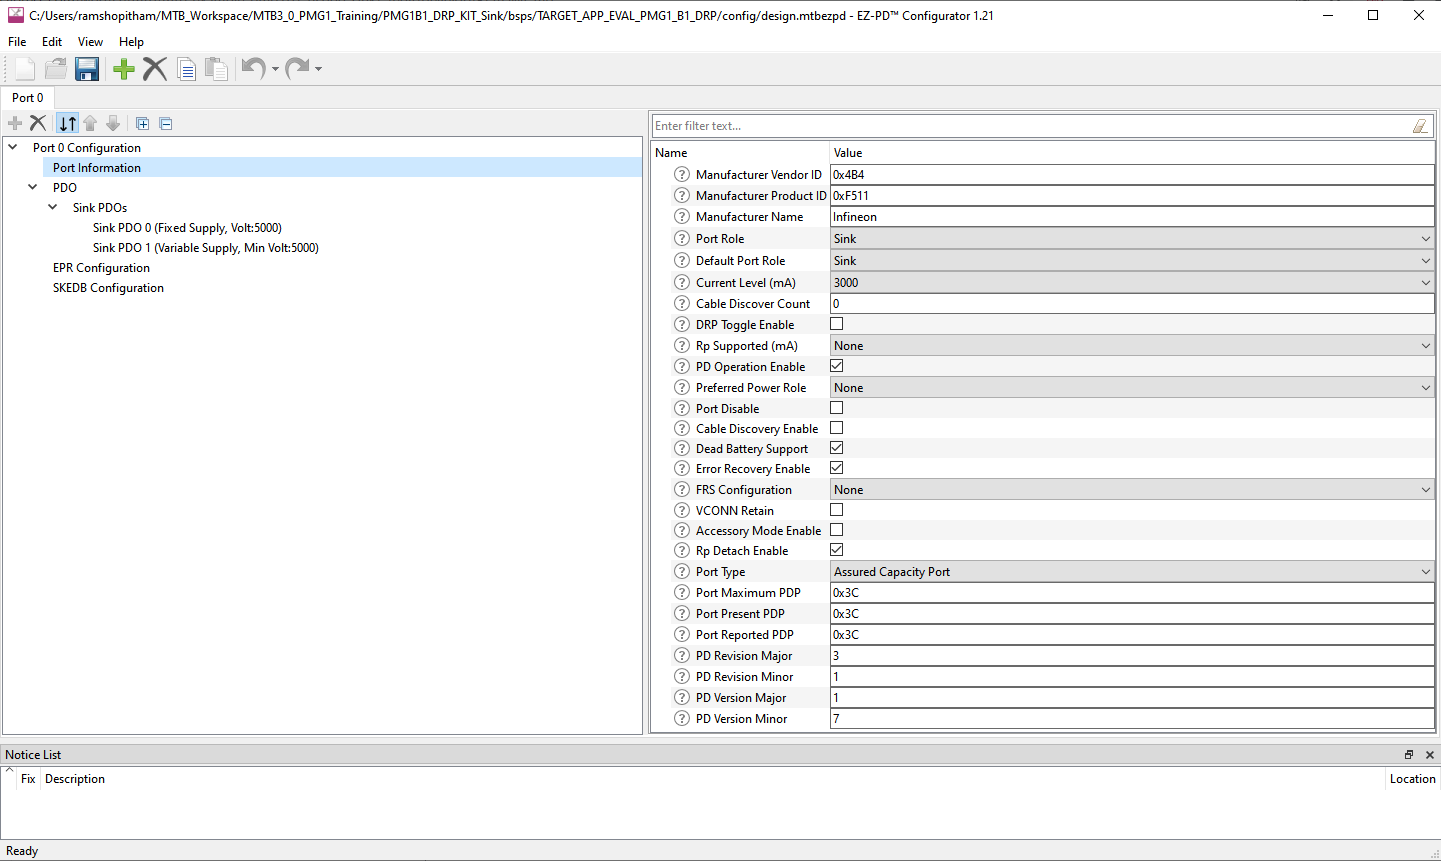 C:/Users/ramshopitham/MTB_Workspace/MTB3_0_PMG1_Training/PMG1B1_DRP_KIT_Sink/bsps/TARGET_APP_EVAL_PMG1_B1_DRP/config/design.mtbezpd - EZ-PD™ Configurator 1.21
File Edit View Help
Port 0
Port 0 Configuration
Port Information
PDO
Sink PDOs
Sink PDO 0 (Fixed Supply, Volt:5000)
Sink PDO 1 (Variable Supply, Min Volt:5000)
EPR Configuration
SKEDB Configuration
Enter filter text...
Name Value
Manufacturer Vendor ID 0x4B4
Manufacturer Product ID 0xF511
Manufacturer Name Infineon
Port Role Sink
Default Port Role Sink
Current Level (mA) 3000
Cable Discover Count 0
DRP Toggle Enable
Rp Supported (mA) None
PD Operation Enable
Preferred Power Role None
Port Disable
Cable Discovery Enable
Dead Battery Support
Error Recovery Enable
FRS Configuration None
VCONN Retain
Accessory Mode Enable
Rp Detach Enable
Port Type Assured Capacity Port
Port Maximum PDP 0x3C
Port Present PDP 0x3C
Port Reported PDP 0x3C
PD Revision Major 3
PD Revision Minor 1
PD Version Major 1
PD Version Minor 7
Notice List
Fix Description Location
Ready